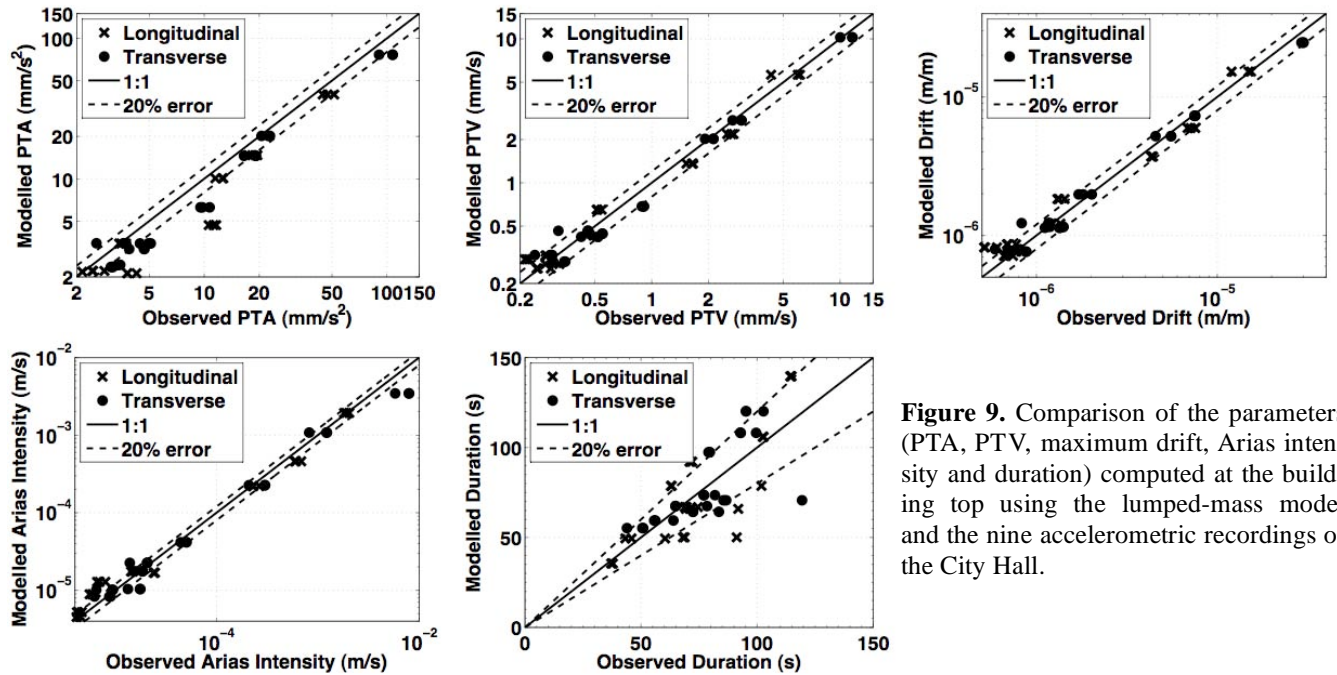 150
100
50
20
10
5
2
2
5
10
20
50
100
150
Modelled PTA (mm/s²)
Observed PTA (mm/s²)
Longitudinal
Transverse
1:1
20% error
15
10
5
2
1
0.5
0.2
0.2
0.5
1
2
5
10
15
Modelled PTV (mm/s)
Observed PTV (mm/s)
Longitudinal
Transverse
1:1
20% error
10⁻⁵
10⁻⁶
10⁻⁶
10⁻⁵
Modelled Drift (m/m)
Observed Drift (m/m)
Longitudinal
Transverse
1:1
20% error
10⁻²
10⁻³
10⁻⁴
10⁻⁵
10⁻⁴
10⁻²
Modelled Arias Intensity (m/s)
Observed Arias Intensity (m/s)
Longitudinal
Transverse
1:1
20% error
150
100
50
0
0
50
100
150
Modelled Duration (s)
Observed Duration (s)
Longitudinal
Transverse
1:1
20% error
Figure 9. Comparison of the parameter
(PTA, PTV, maximum drift, Arias inten
sity and duration) computed at the build
ing top using the lumped-mass mode
and the nine accelerometric recordings o
the City Hall.